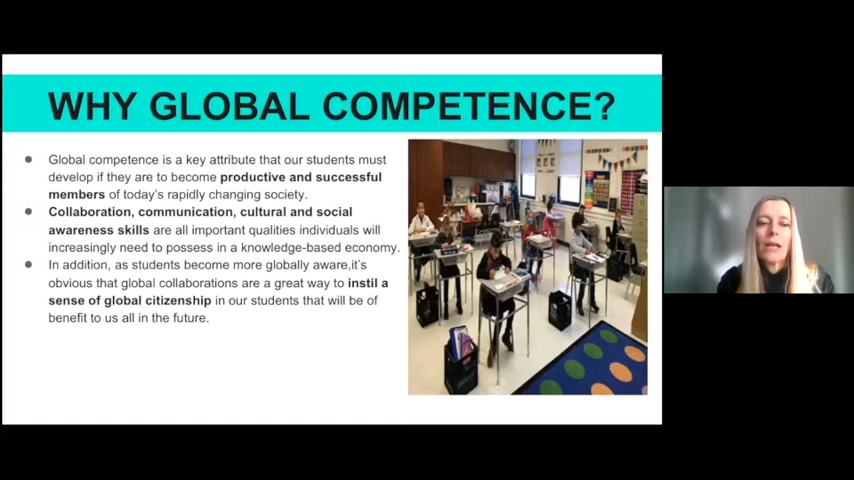 WHY GLOBAL COMPETENCE?
Global competence is a key attribute that our students must
develop if they are to become productive and successful
members of today's rapidly changing society.
Collaboration, communication, cultural and social
awareness skills are all important qualities individuals will
increasingly need to possess in a knowledge-based economy.
In addition, as students become more globally aware,it's
obvious that global collaborations are a great way to instil a
sense of global citizenship in our students that will be of
benefit to us all in the future.